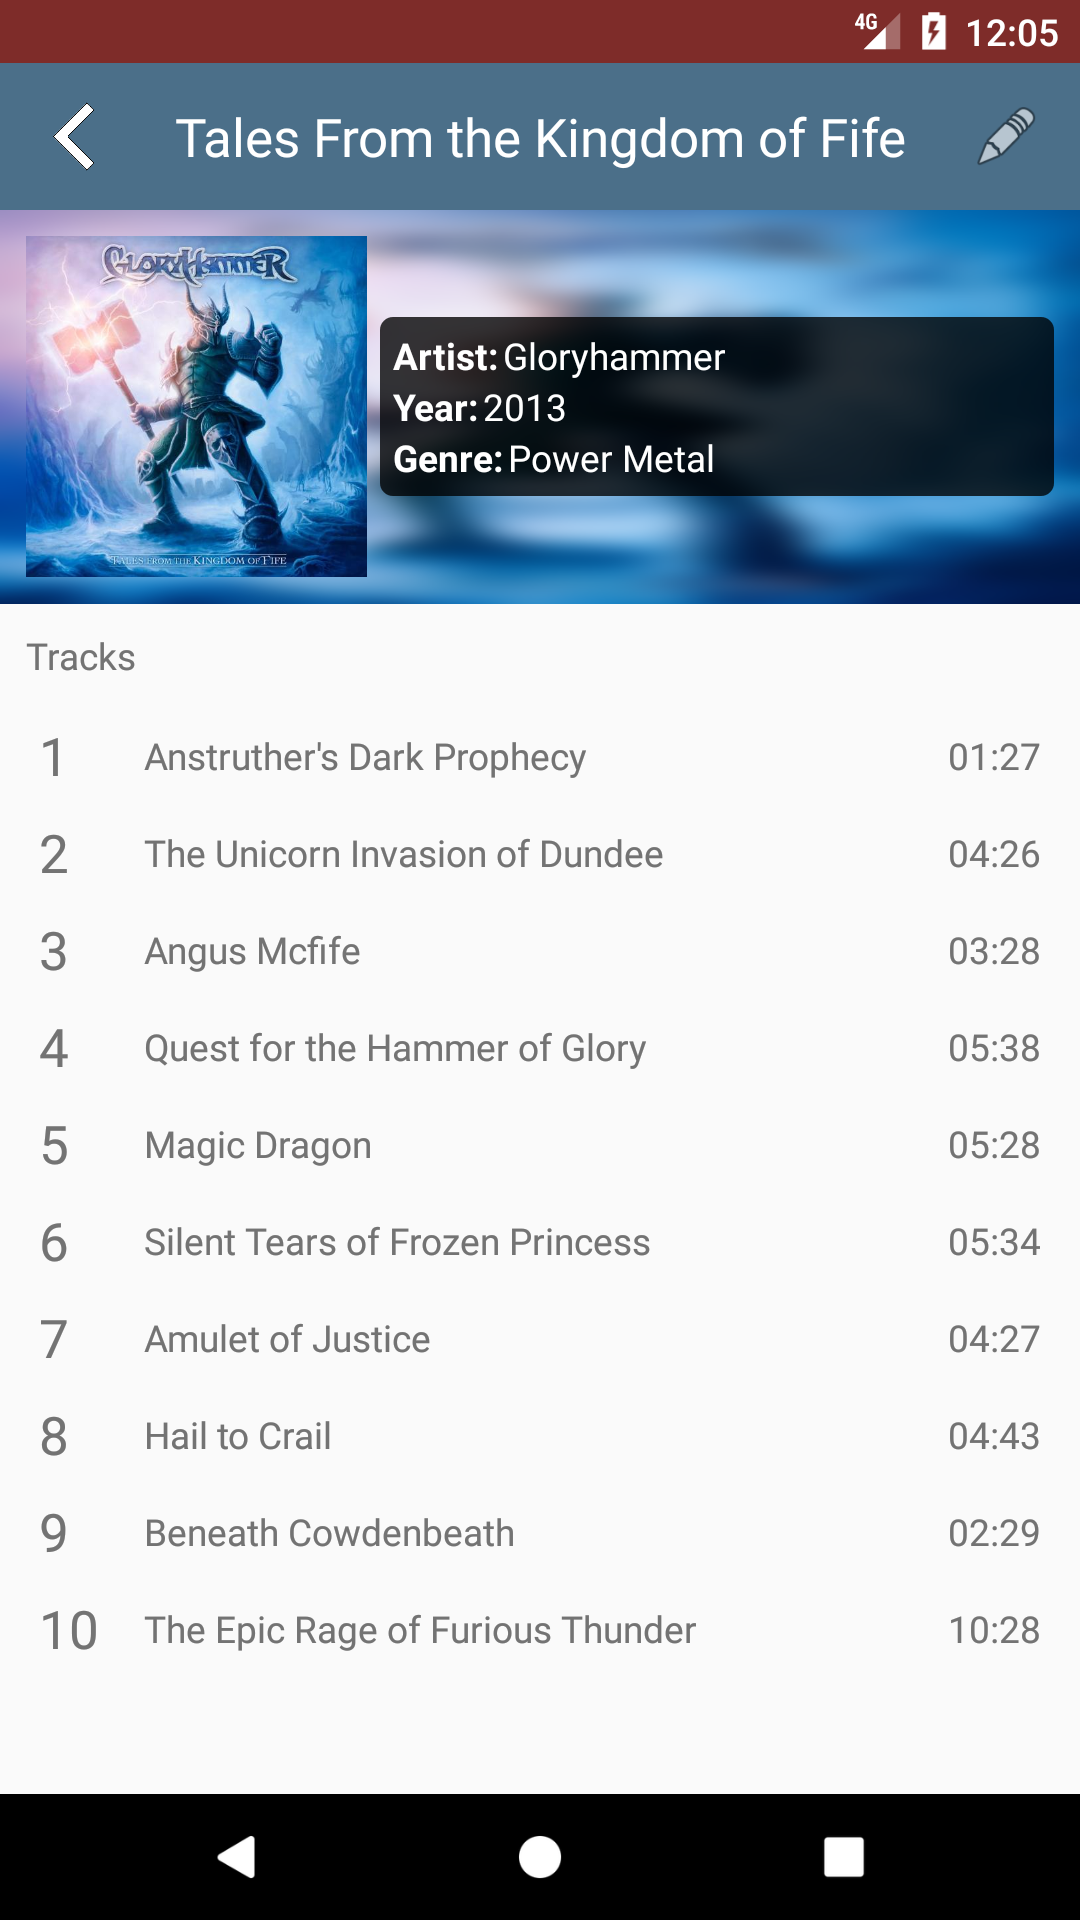 4G 12:05
Tales From the Kingdom of Fife
GLORYHAMMER
Artist: Gloryhammer
Year: 2013
Genre: Power Metal
TALES FROM THE KINGDOM OF FIFE
Tracks
1 Anstruther's Dark Prophecy 01:27
2 The Unicorn Invasion of Dundee 04:26
3 Angus Mcfife 03:28
4 Quest for the Hammer of Glory 05:38
5 Magic Dragon 05:28
6 Silent Tears of Frozen Princess 05:34
7 Amulet of Justice 04:27
8 Hail to Crail 04:43
9 Beneath Cowdenbeath 02:29
10 The Epic Rage of Furious Thunder 10:28